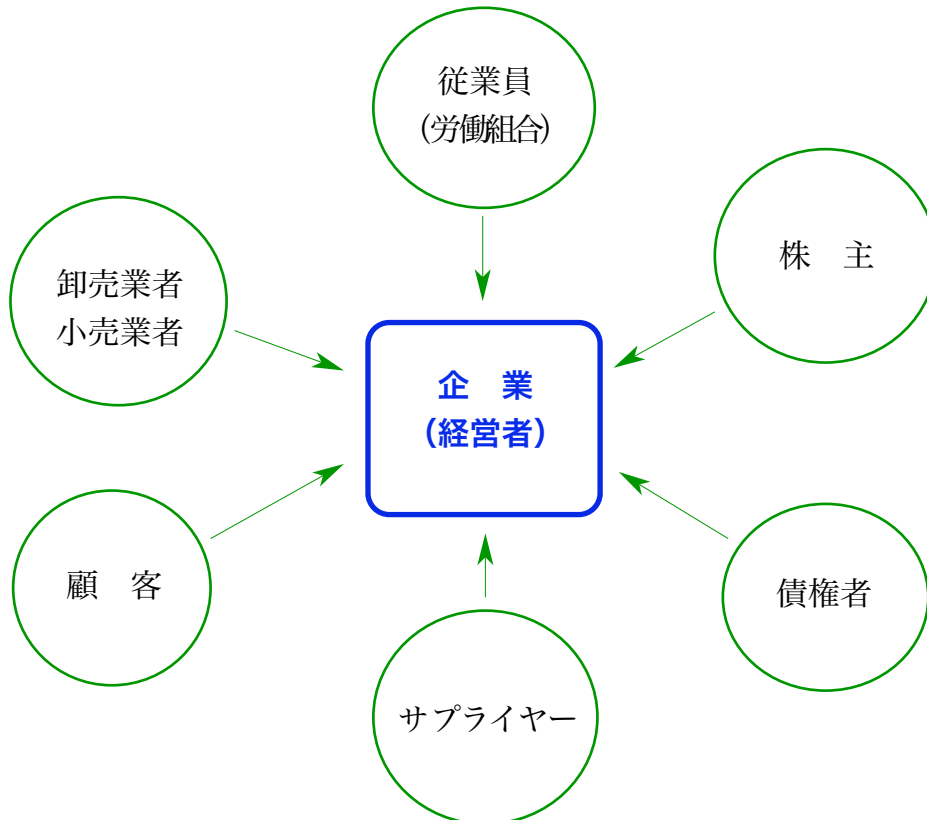 従業員
(労働組合)
株　主
卸売業者
小売業者
企　業
(経営者)
顧　客
債権者
サプライヤー